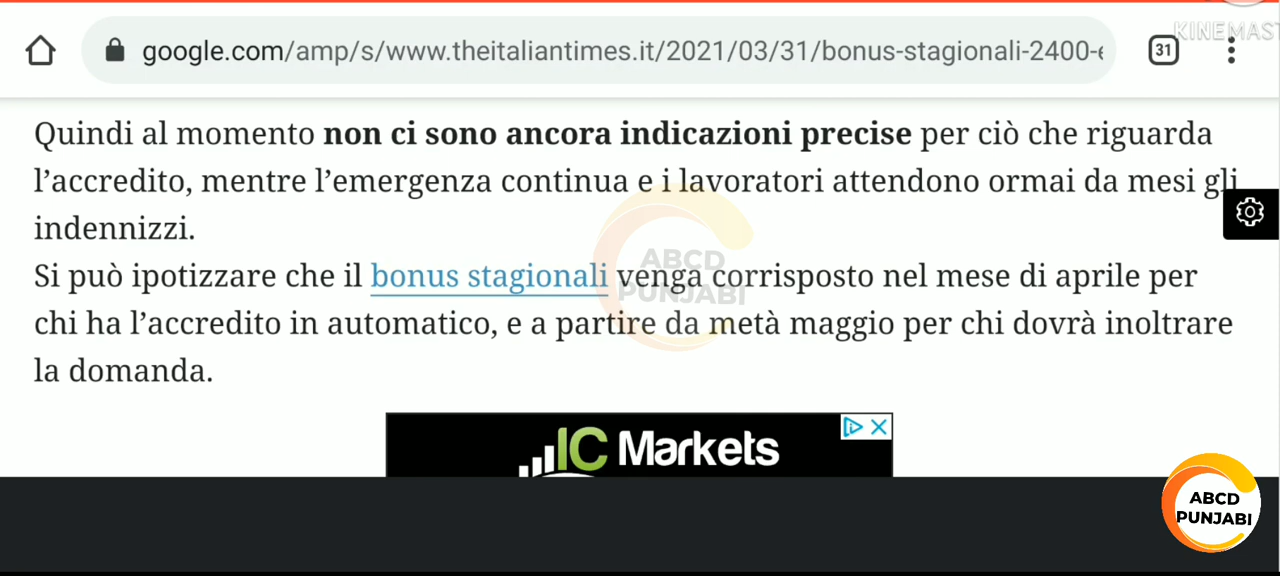 KINEMAST
google.com/amp/s/www.theitaliantimes.it/2021/03/31/bonus-stagionali-2400-e
31
Quindi al momento non ci sono ancora indicazioni precise per ciò che riguarda
l’accredito, mentre l’emergenza continua e i lavoratori attendono ormai da mesi gli
indennizzi.
Si può ipotizzare che il bonus stagionali venga corrisposto nel mese di aprile per
chi ha l’accredito in automatico, e a partire da metà maggio per chi dovrà inoltrare
la domanda.
ABCD
PUNJABI
IC Markets
ABCD
PUNJABI